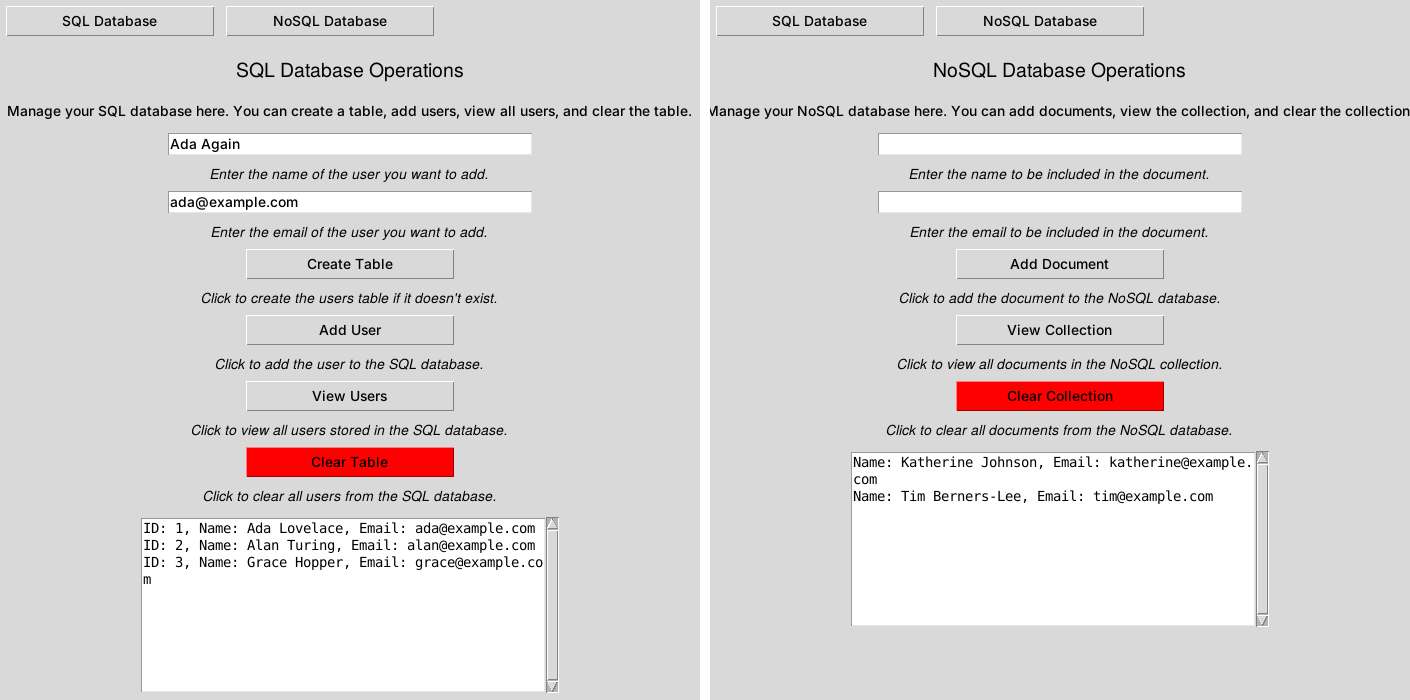 SQL Database
NoSQL Database
SQL Database Operations
Manage your SQL database here. You can create a table, add users, view all users, and clear the table.
Ada Again
Enter the name of the user you want to add.
ada@example.com
Enter the email of the user you want to add.
Create Table
Click to create the users table if it doesn't exist.
Add User
Click to add the user to the SQL database.
View Users
Click to view all users stored in the SQL database.
Clear Table
Click to clear all users from the SQL database.
ID: 1, Name: Ada Lovelace, Email: ada@example.com
ID: 2, Name: Alan Turing, Email: alan@example.com
ID: 3, Name: Grace Hopper, Email: grace@example.co
m
SQL Database
NoSQL Database
NoSQL Database Operations
Manage your NoSQL database here. You can add documents, view the collection, and clear the collection
Enter the name to be included in the document.
Enter the email to be included in the document.
Add Document
Click to add the document to the NoSQL database.
View Collection
Click to view all documents in the NoSQL collection.
Clear Collection
Click to clear all documents from the NoSQL database.
Name: Katherine Johnson, Email: katherine@example.
com
Name: Tim Berners-Lee, Email: tim@example.com